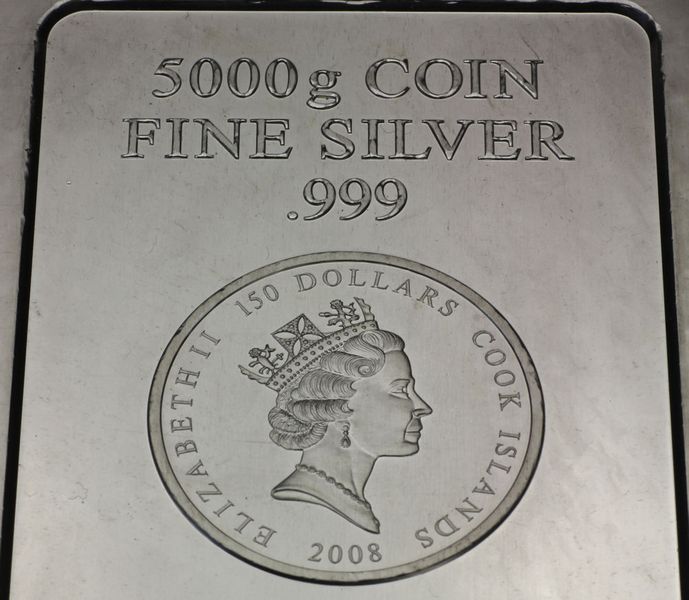 5000g COIN
FINE SILVER
.999
ELIZABETH II 150 DOLLARS COOK ISLANDS
2008